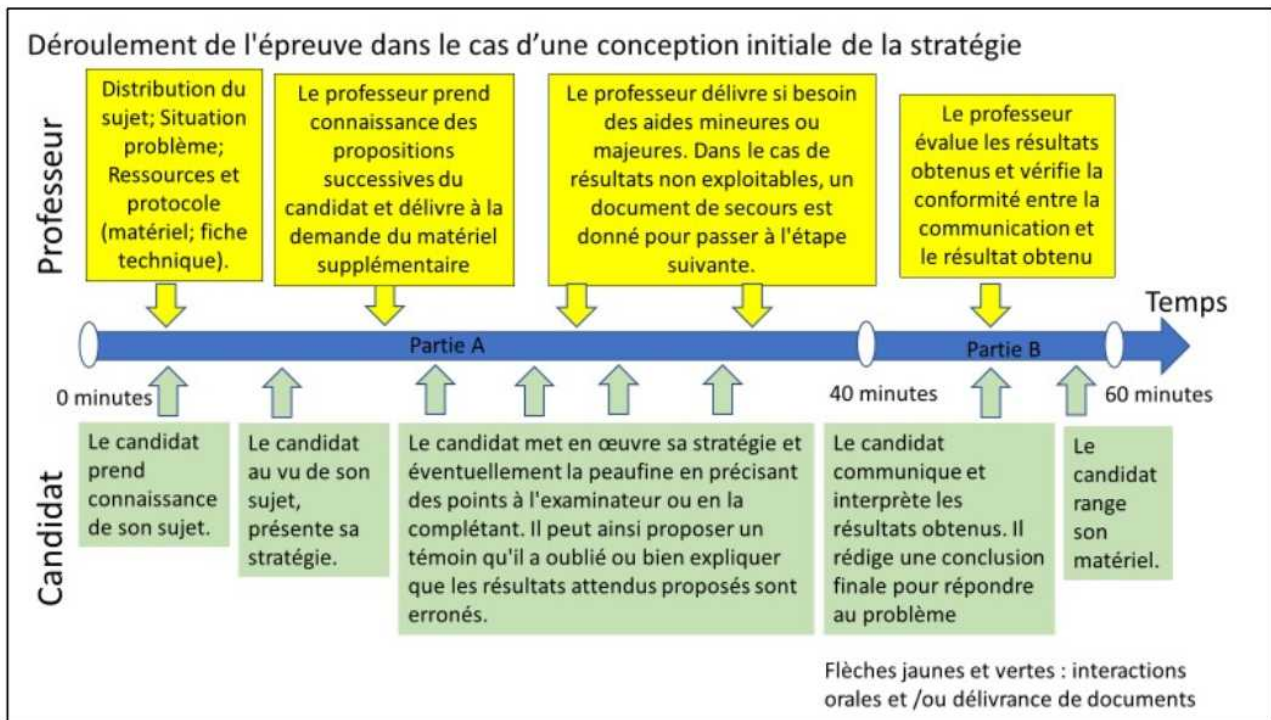 Déroulement de l'épreuve dans le cas d’une conception initiale de la stratégie
Professeur
Distribution du
sujet; Situation
problème;
Ressources et
protocole
(matériel; fiche
technique).
Le professeur prend
connaissance des
propositions
successives du
candidat et délivre à la
demande du matériel
supplémentaire
Le professeur délivre si besoin
des aides mineures ou
majeures. Dans le cas de
résultats non exploitables, un
document de secours est
donné pour passer à l'étape
suivante.
Le professeur
évalue les résultats
obtenus et vérifie la
conformité entre la
communication et
le résultat obtenu
Temps
Partie A
Partie B
0 minutes
40 minutes
60 minutes
Candidat
Le candidat
prend
connaissance
de son sujet.
Le candidat
au vu de son
sujet,
présente sa
stratégie.
Le candidat met en œuvre sa stratégie et
éventuellement la peaufine en précisant
des points à l'examinateur ou en la
complétant. Il peut ainsi proposer un
témoin qu'il a oublié ou bien expliquer
que les résultats attendus proposés sont
erronés.
Le candidat
communique et
interprète les
résultats obtenus. Il
rédige une conclusion
finale pour répondre
au problème
Le
candidat
range
son
matériel.
Flèches jaunes et vertes : interactions
orales et /ou délivrance de documents